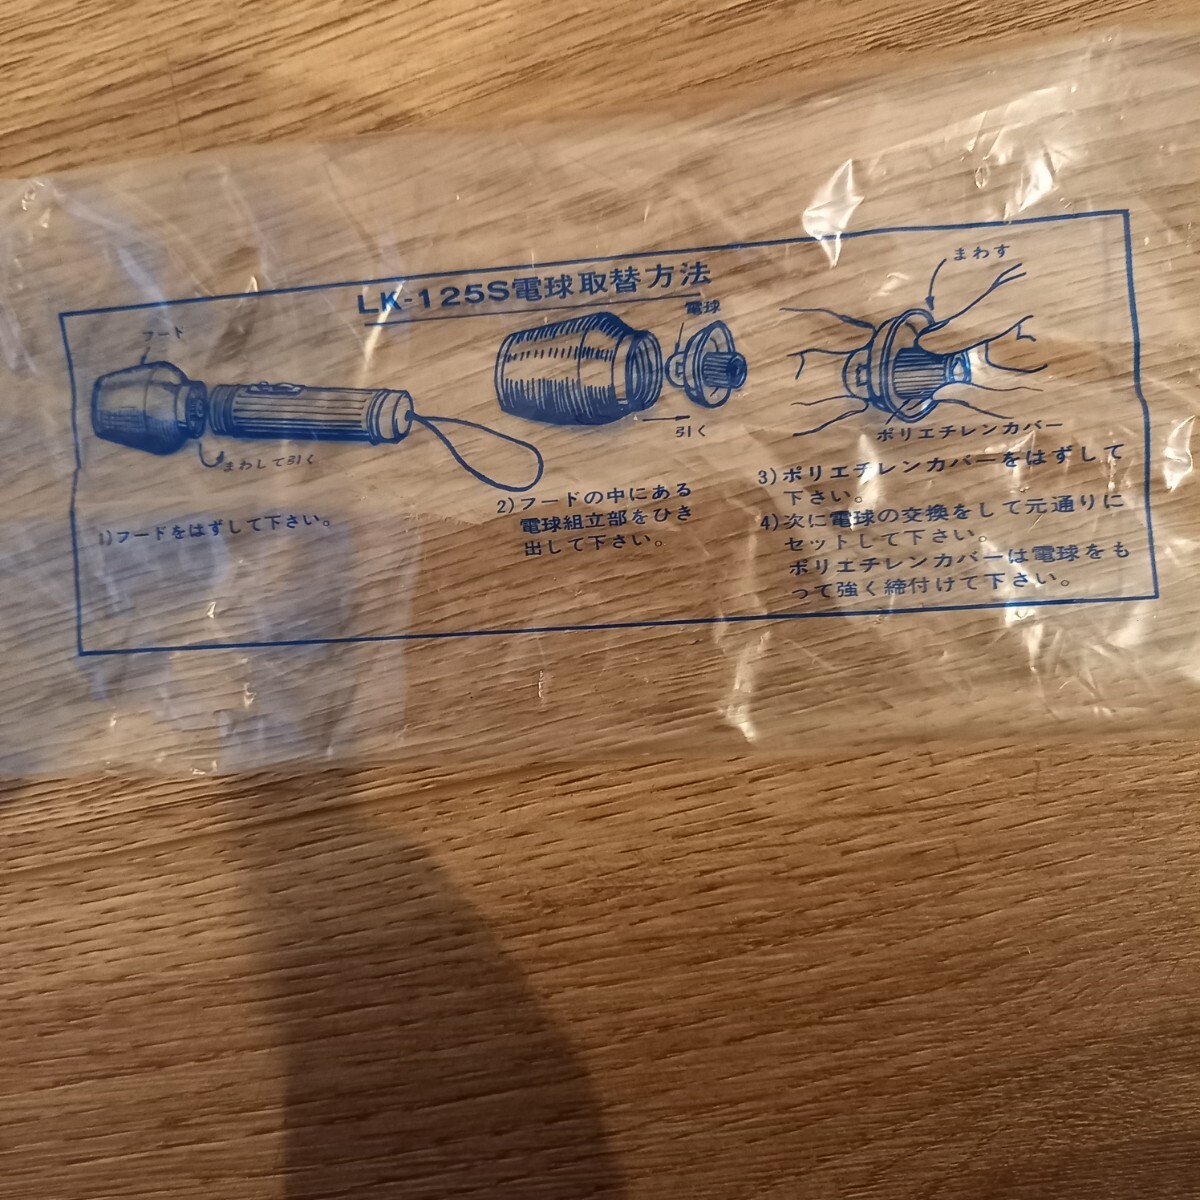 LK-125S電球取替方法
フード
まわして引く
1)フードをはずして下さい。
電球
引く
2)フードの中にある
電球組立部をひき
出して下さい。
まわす
ポリエチレンカバー
3)ポリエチレンカバーをはずして
下さい。
4)次に電球の交換をして元通りに
セットして下さい。
ポリエチレンカバーは電球をも
って強く締付けて下さい。